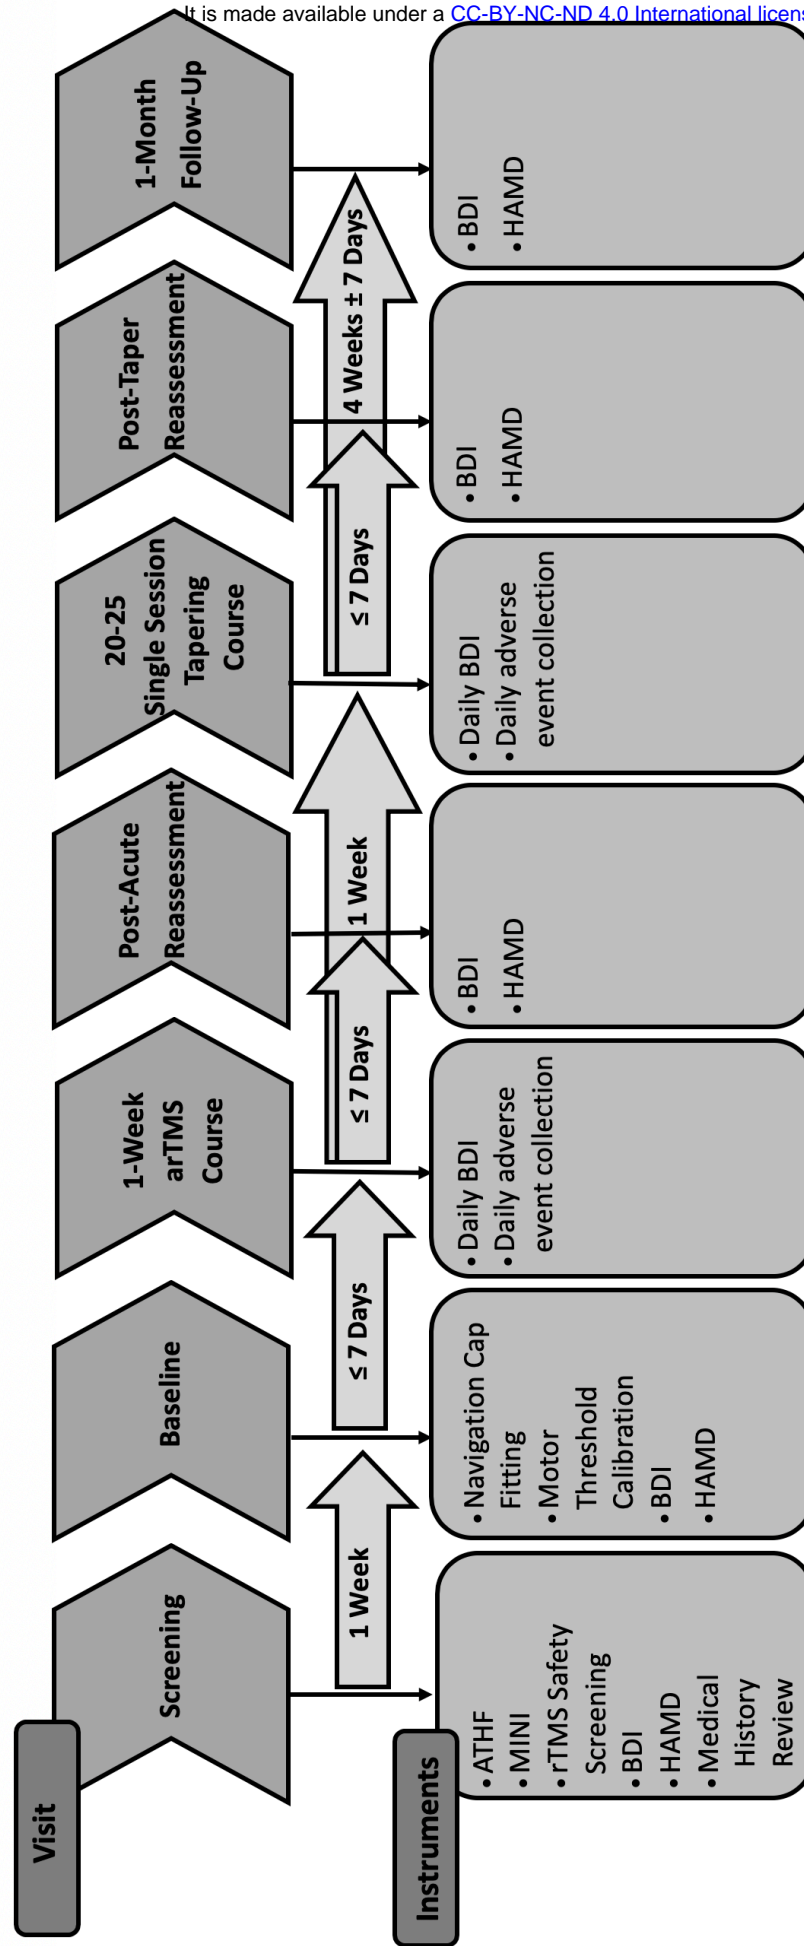 It is made available under a CC-BY-NC-ND 4.0 International licens
Visit
Screening
Baseline
1-Week
arTMS
Course
Post-Acute
Reassessment
20-25
Single Session
Tapering
Course
Post-Taper
Reassessment
1-Month
Follow-Up
1 Week
≤ 7 Days
≤ 7 Days
1 Week
≤ 7 Days
4 Weeks ± 7 Days
Instruments
• ATHF
• MINI
• rTMS Safety
Screening
• BDI
• HAMD
• Medical
History
Review
• Navigation Cap
Fitting
• Motor
Threshold
Calibration
• BDI
• HAMD
• Daily BDI
• Daily adverse
event collection
• BDI
• HAMD
• Daily BDI
• Daily adverse
event collection
• BDI
• HAMD
• BDI
• HAMD